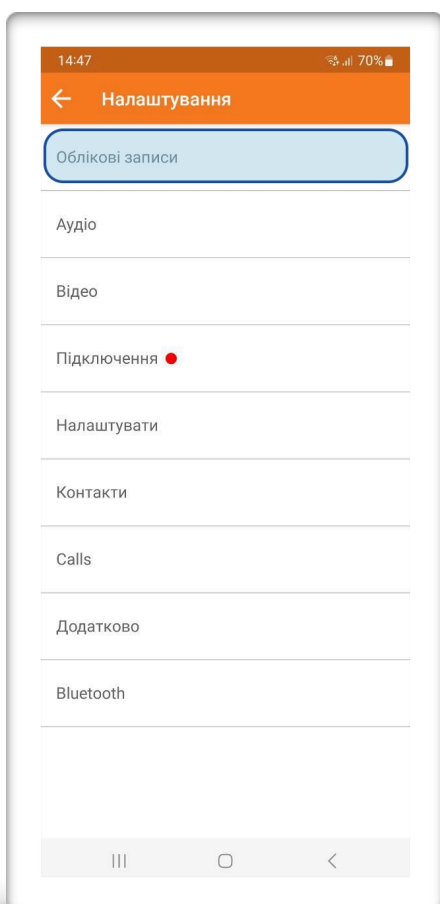 14:47 70%
Налаштування
Облікові записи
Аудіо
Відео
Підключення
Налаштувати
Контакти
Calls
Додатково
Bluetooth